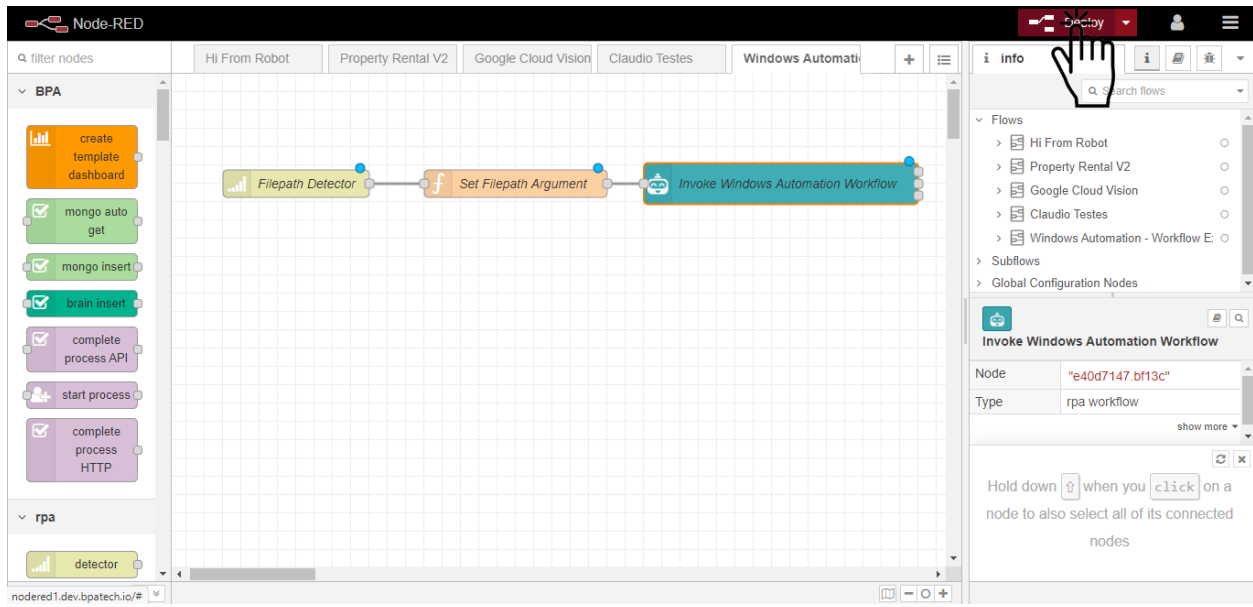 Node-RED
Deploy
filter nodes
Hi From Robot
Property Rental V2
Google Cloud Vision
Claudio Testes
Windows Automati
i info
i
Search flows
BPA
create
template
dashboard
mongo auto
get
mongo insert
brain insert
complete
process API
start process
complete
process
HTTP
rpa
detector
nodered1.dev.bpatech.io/#
Filepath Detector
f
Set Filepath Argument
Invoke Windows Automation Workflow
Flows
Hi From Robot
Property Rental V2
Google Cloud Vision
Claudio Testes
Windows Automation - Workflow E:
Subflows
Global Configuration Nodes
Invoke Windows Automation Workflow
Node "e40d7147.bf13c"
Type rpa workflow
show more
Hold down ⇧ when you click on a
node to also select all of its connected
nodes